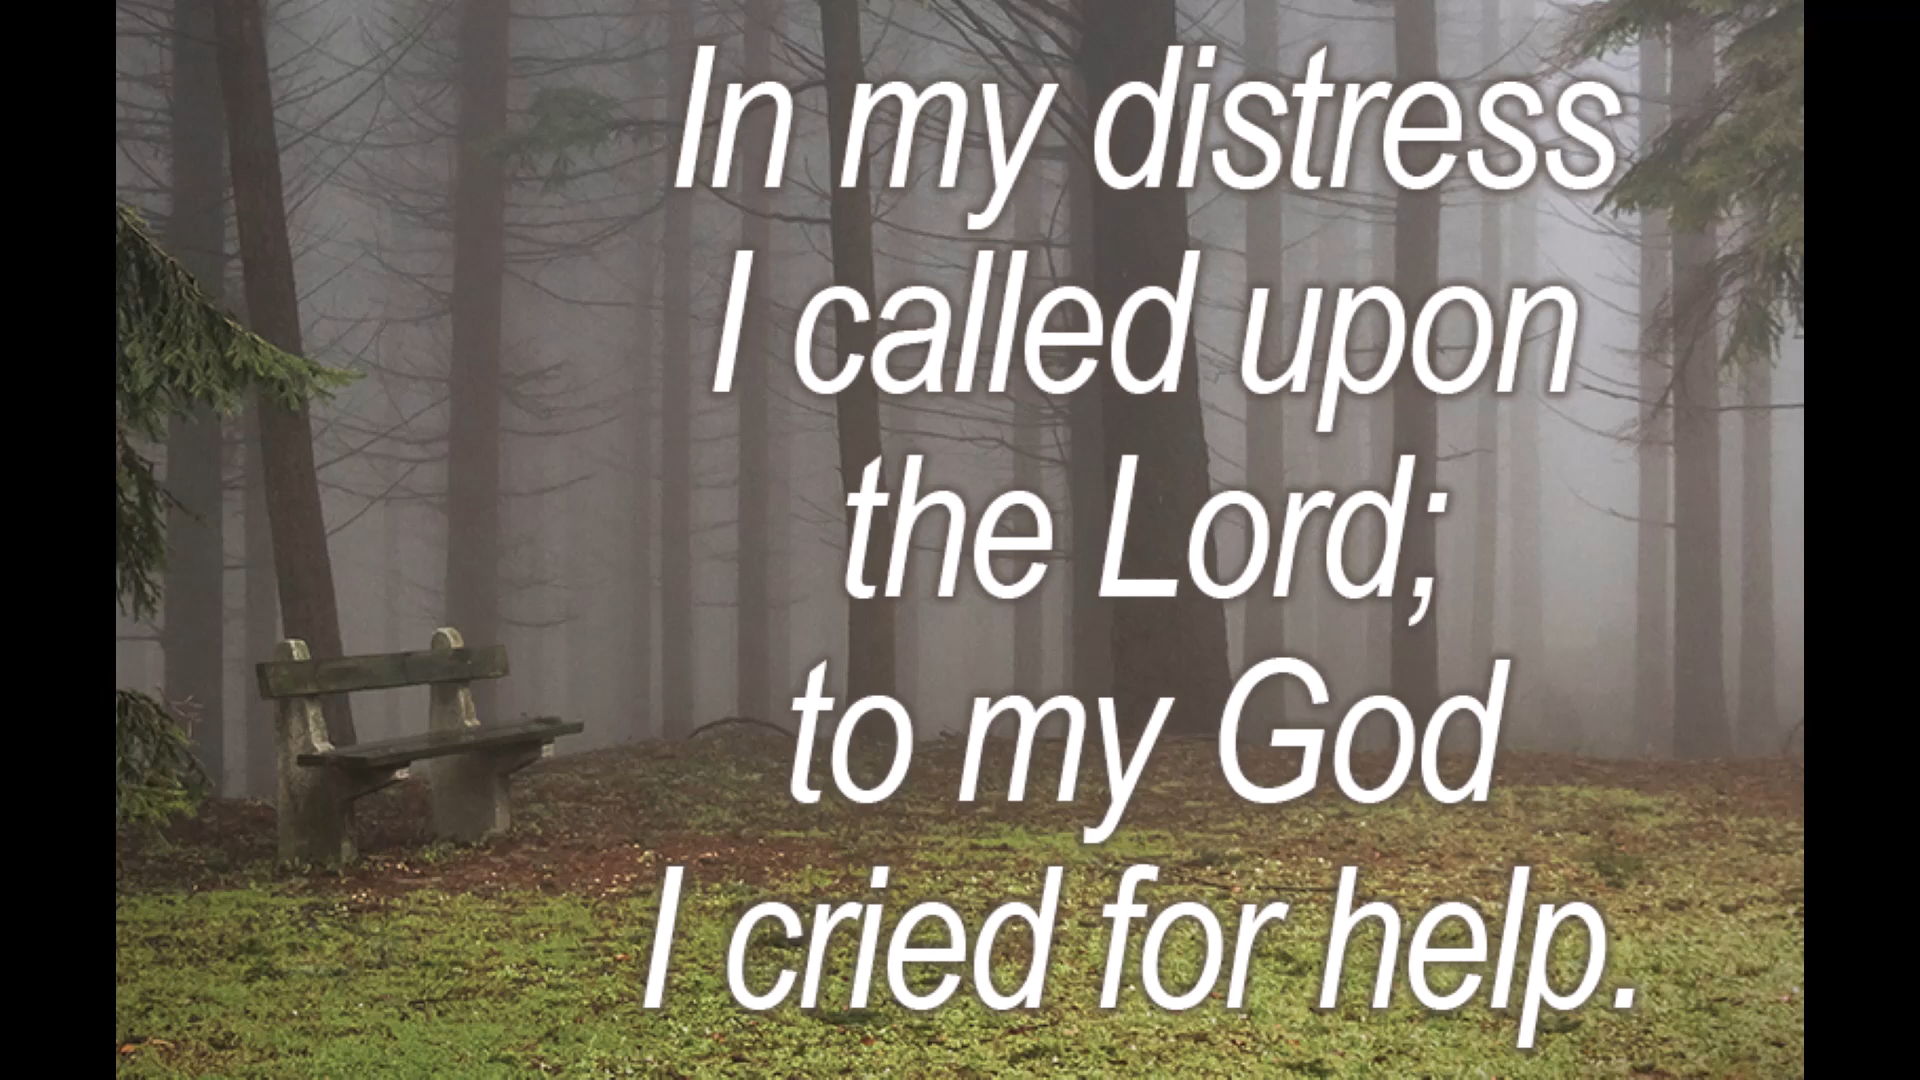 In my distress
I called upon
the Lord;
to my God
I cried for help.